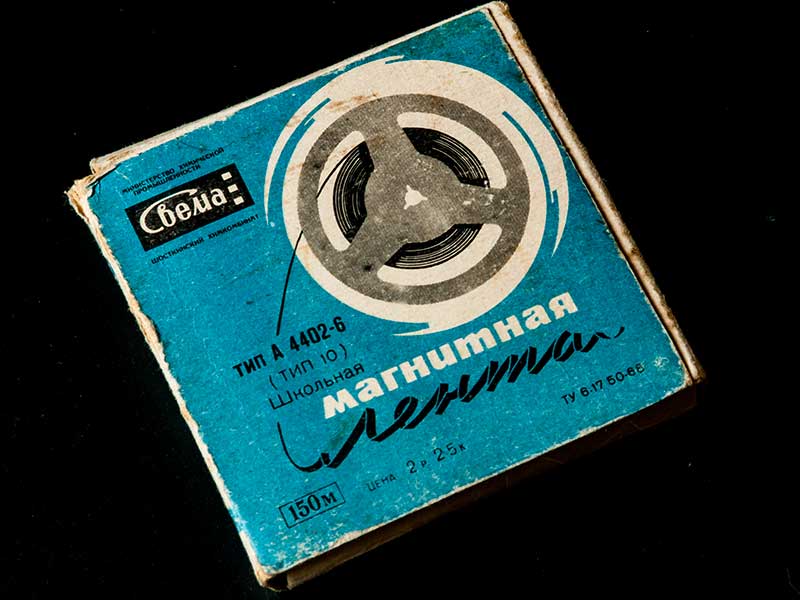 МИНИСТЕРСТВО ХИМИЧЕСКОЙ
ПРОМЫШЛЕННОСТИ
Свема
ШОСТКИНСКИЙ ХИМКОМБИНАТ
ТИП А 4402-6
(ТИП 10)
Школьная
магнитная
лента
ТУ 6-17 50-68
ЦЕНА 2 Р. 25 К
150м